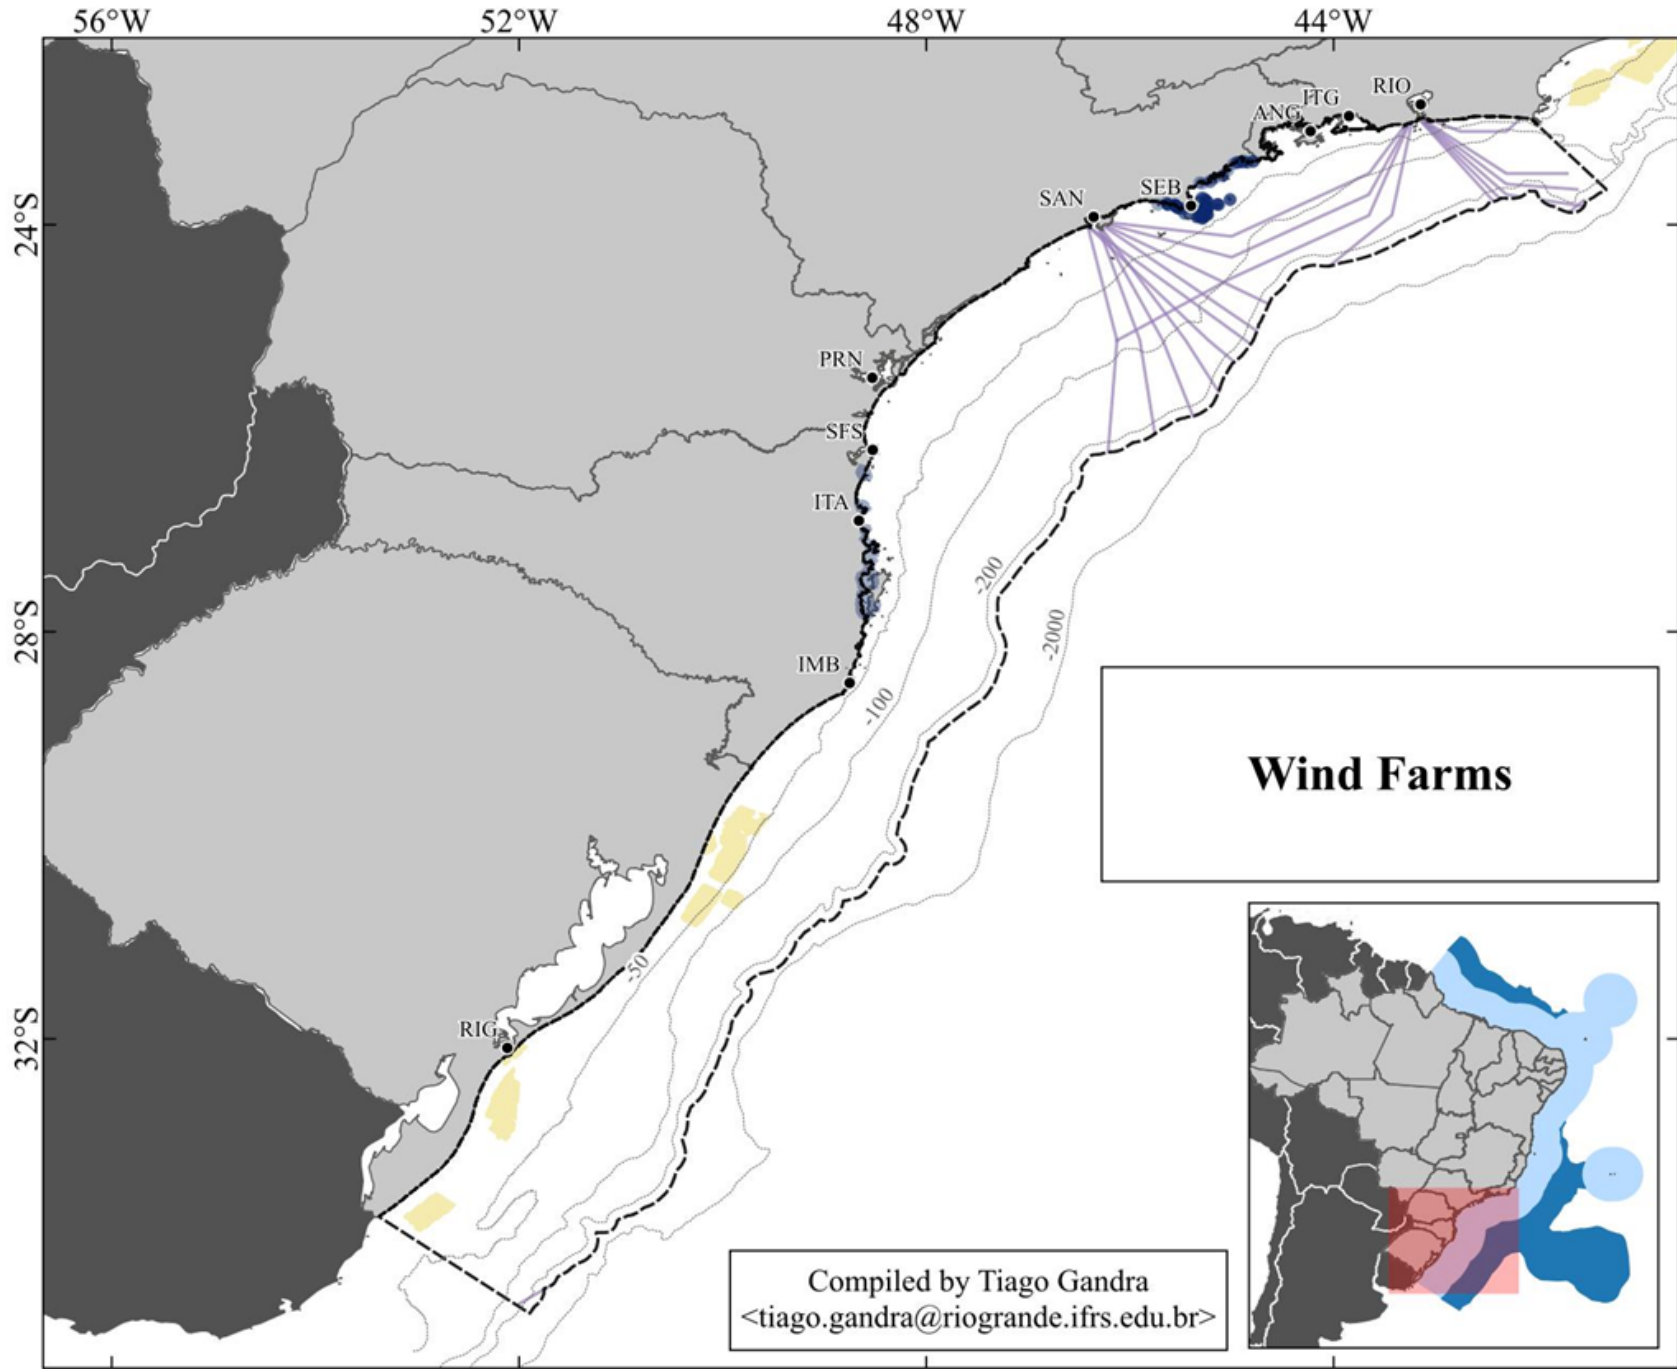 56°W
52°W
48°W
44°W
RIO
ITG
ANG
SEB
SAN
24°S
PRN
SFS
ITA
-200
28°S
-2000
IMB
-100
Wind Farms
-50
RIG
32°S
Compiled by Tiago Gandra
<tiago.gandra@riogrande.ifrs.edu.br>